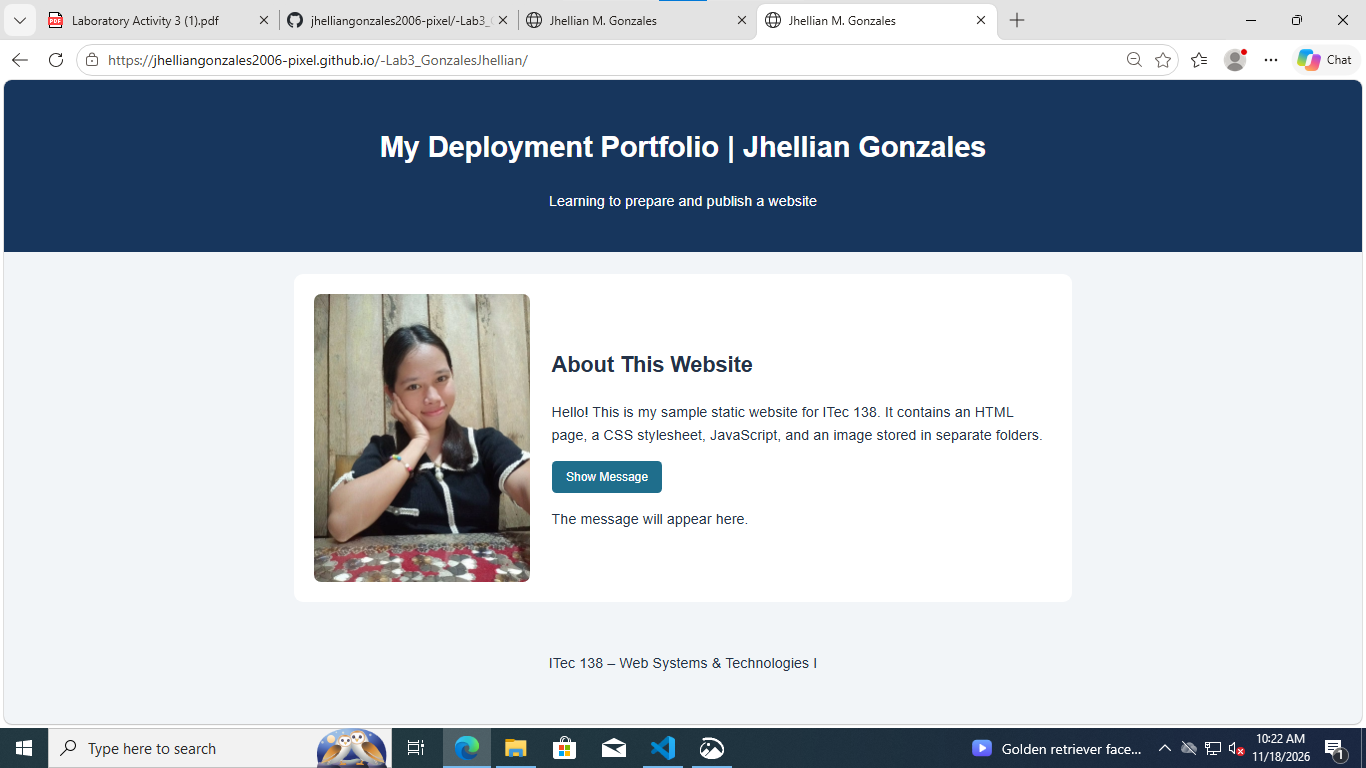 Laboratory Activity 3 (1).pdf
jhelliangonzales2006-pixel/-Lab3_
Jhellian M. Gonzales
Jhellian M. Gonzales
https://jhelliangonzales2006-pixel.github.io/-Lab3_GonzalesJhellian/
Chat
My Deployment Portfolio | Jhellian Gonzales
Learning to prepare and publish a website
About This Website
Hello! This is my sample static website for ITec 138. It contains an HTML
page, a CSS stylesheet, JavaScript, and an image stored in separate folders.
Show Message
The message will appear here.
ITec 138 – Web Systems & Technologies I
Type here to search
Golden retriever face...
10:22 AM
11/18/2026
1